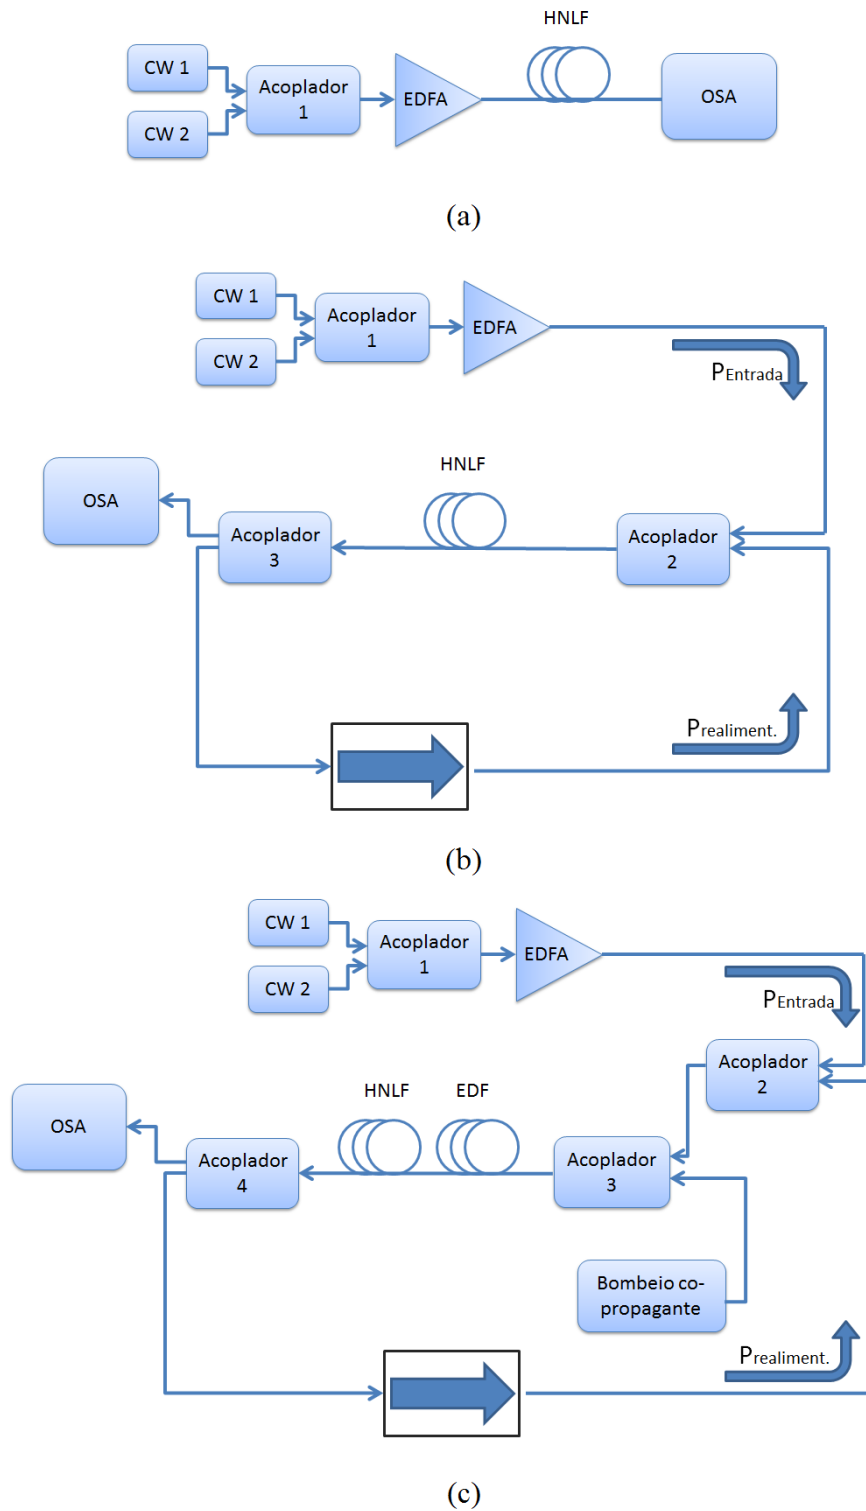 HNLF
CW 1
Acoplador
1
EDFA
OSA
CW 2
(a)
CW 1
Acoplador
1
EDFA
CW 2
PEntrada
HNLF
OSA
Acoplador
3
Acoplador
2
Prealiment.
(b)
CW 1
Acoplador
1
EDFA
CW 2
PEntrada
Acoplador
2
HNLF
EDF
OSA
Acoplador
4
Acoplador
3
Bombeio co-
propagante
Prealiment.
(c)